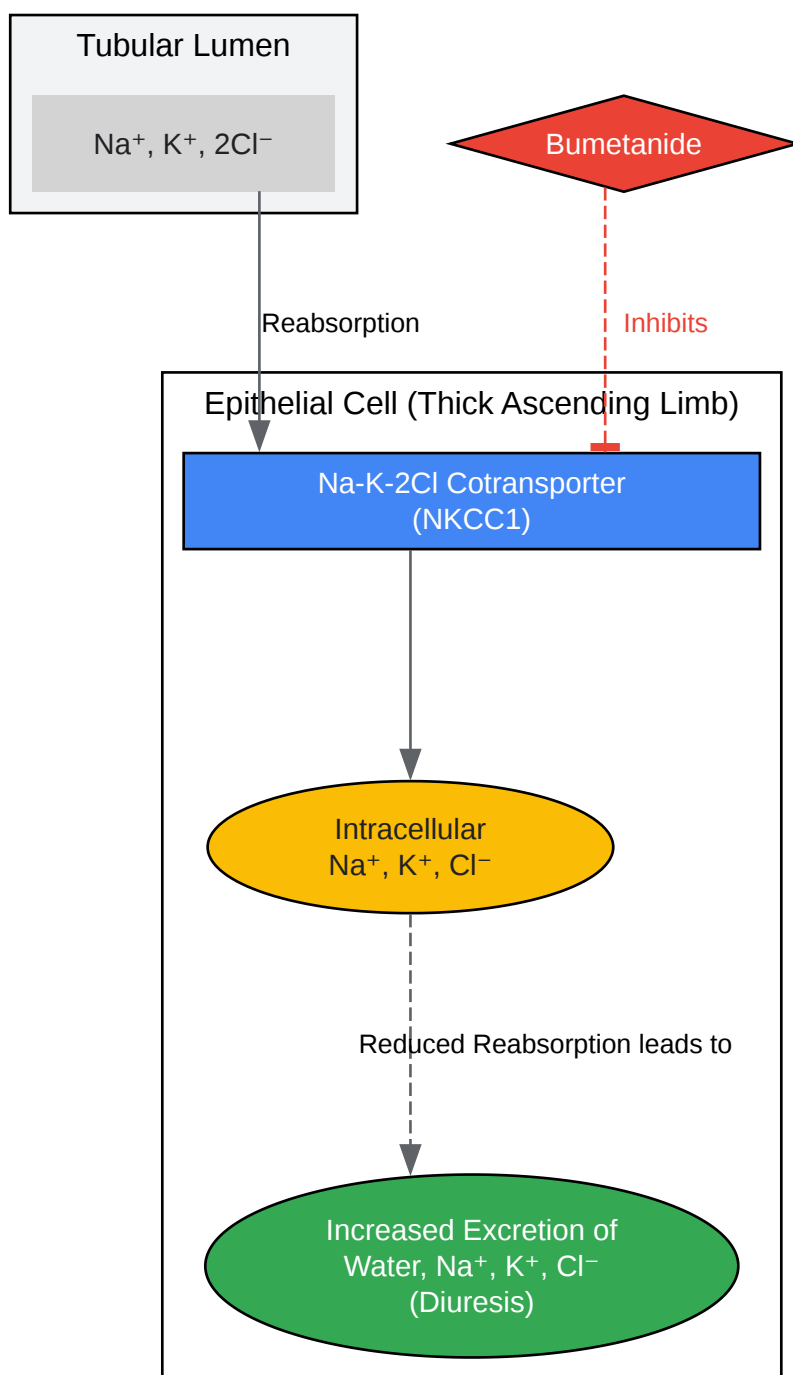 Tubular Lumen
Na⁺, K⁺, 2Cl⁻
Bumetanide
Reabsorption
Inhibits
Epithelial Cell (Thick Ascending Limb)
Na-K-2Cl Cotransporter
(NKCC1)
Intracellular
Na⁺, K⁺, Cl⁻
Reduced Reabsorption leads to
Increased Excretion of
Water, Na⁺, K⁺, Cl⁻
(Diuresis)